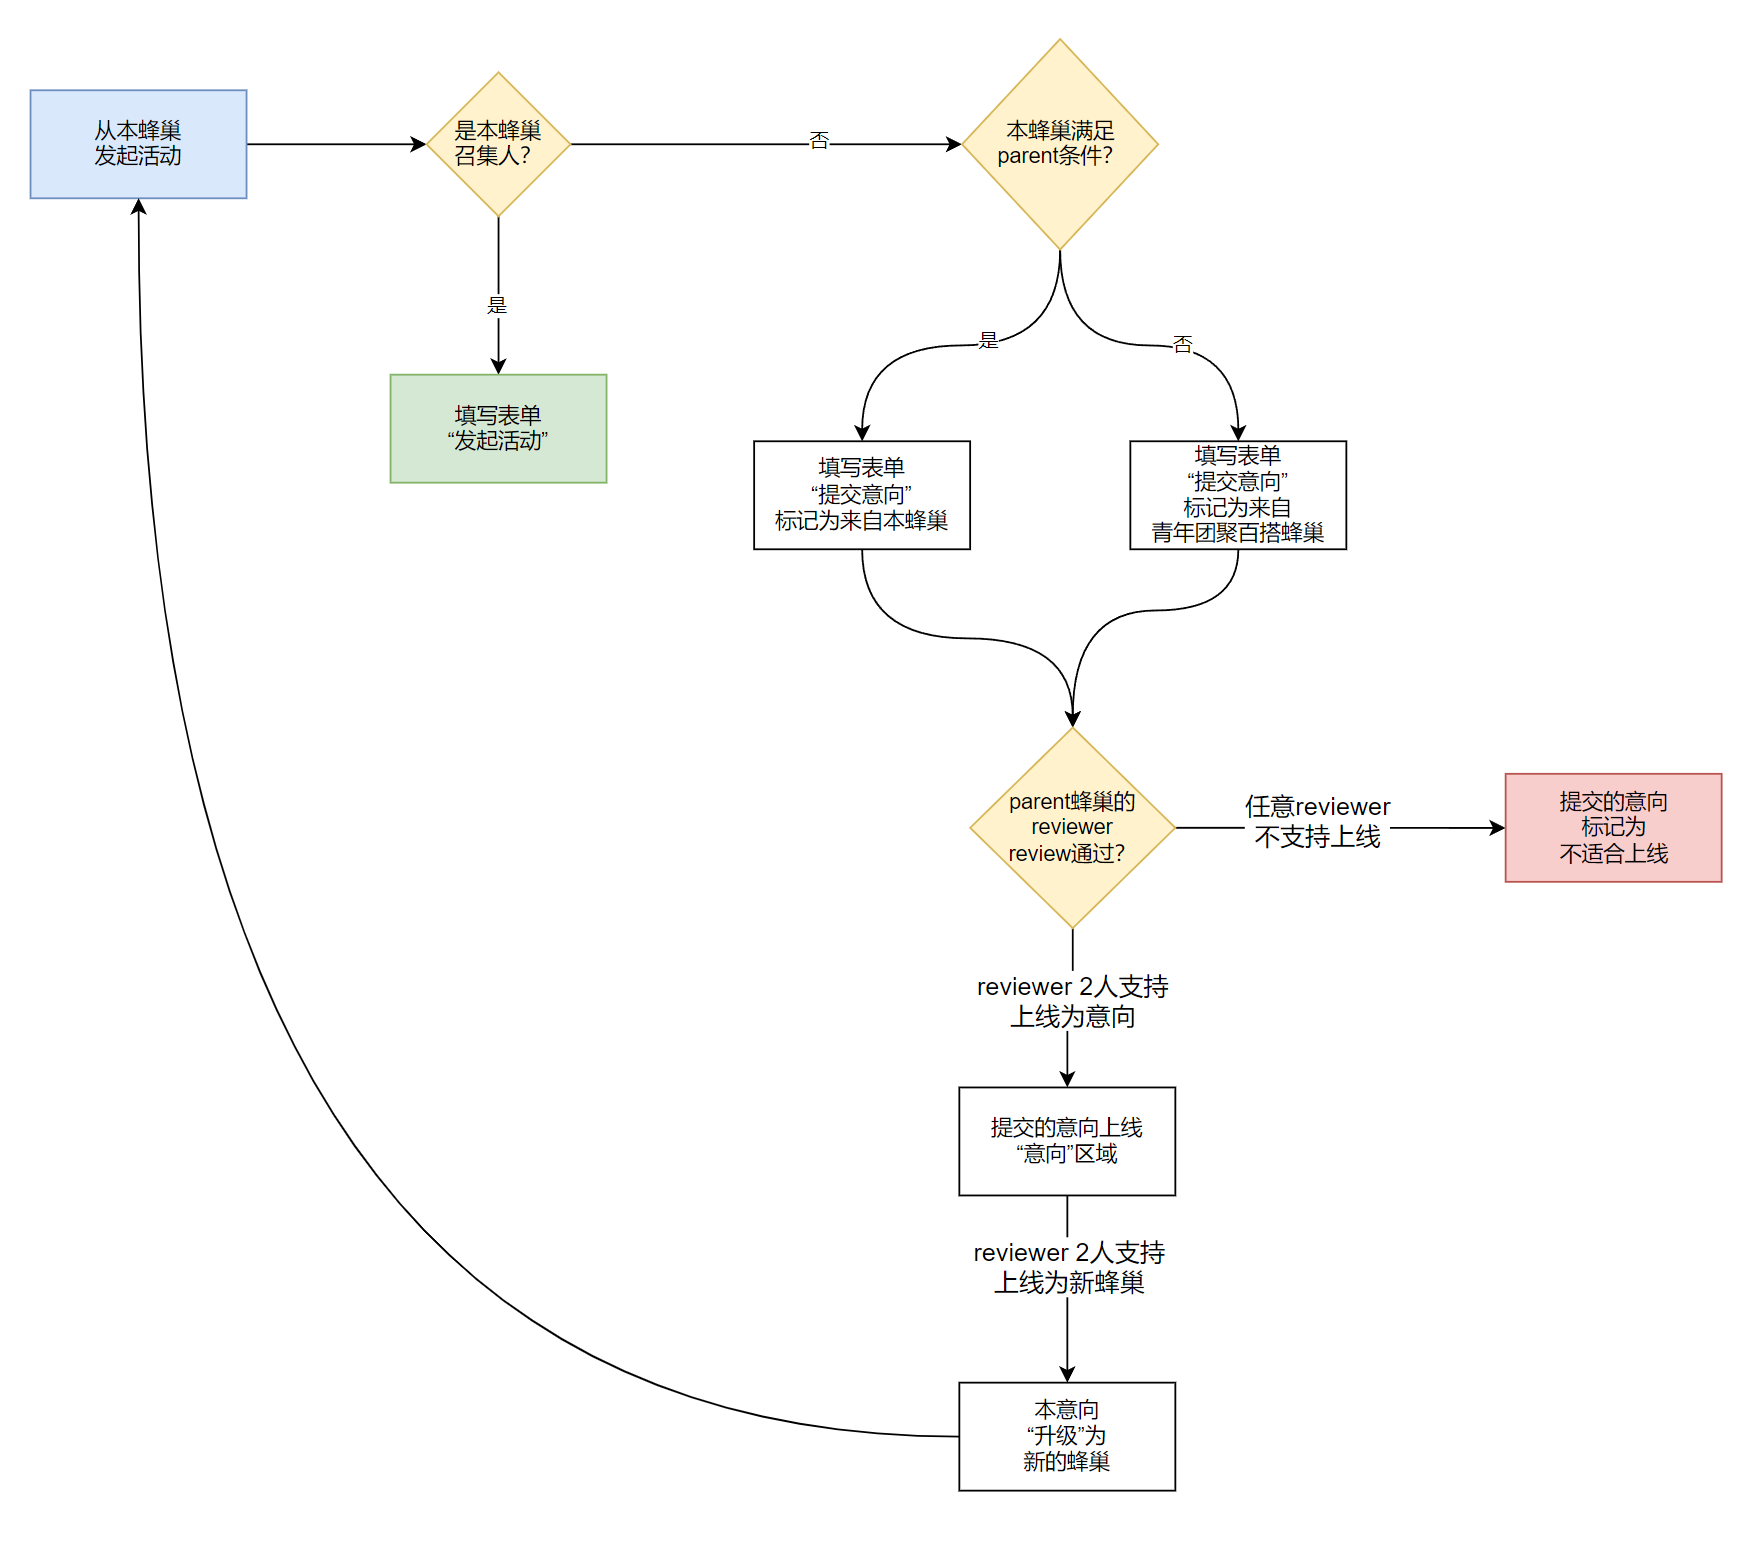 从本蜂巢
发起活动
是本蜂巢
召集人?
否
本蜂巢满足
parent条件?
是
填写表单
“发起活动”
是
否
填写表单
“提交意向”
标记为来自本蜂巢
填写表单
“提交意向”
标记为来自
青年团聚百搭蜂巢
parent蜂巢的
reviewer
review通过?
任意reviewer
不支持上线
提交的意向
标记为
不适合上线
reviewer 2人支持
上线为意向
提交的意向上线
“意向”区域
reviewer 2人支持
上线为新蜂巢
本意向
“升级”为
新的蜂巢